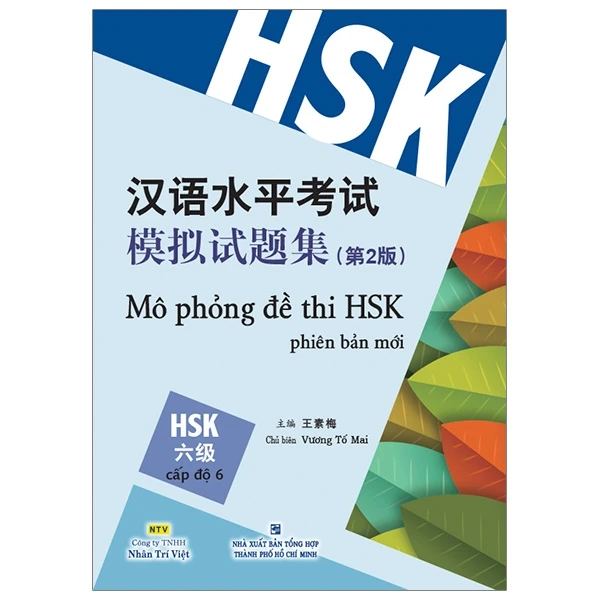 HSK
汉语水平考试
模拟试题集(第2版)
Mô phỏng đề thi HSK
phiên bản mới
主编 王素梅
Chủ biên Vương Tố Mai
HSK
六级
cấp độ 6
NTV
Công ty TNHH
Nhân Trí Việt
NHÀ XUẤT BẢN TỔNG HỢP
THÀNH PHỐ HỒ CHÍ MINH